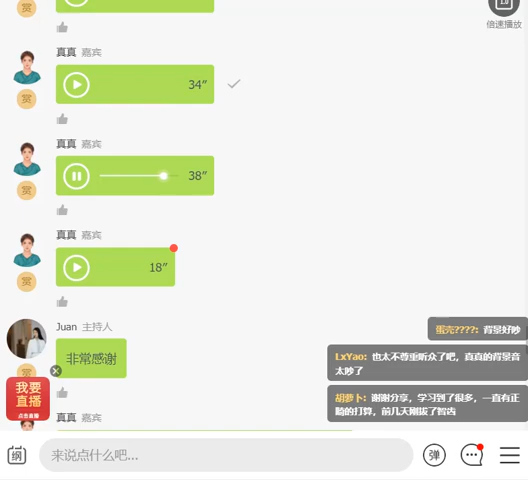 赏
倍速播放
真真 嘉宾
34″
赏
真真 嘉宾
38″
赏
真真 嘉宾
18″
赏
Juan 主持人
非常感谢
赏
蛋壳????: 背景好吵
LxYao: 也太不尊重听众了吧，真真的背景音
太吵了
胡萝卜: 谢谢分享，学习到了很多，一直有正
畸的打算，前几天刚拔了智齿
我要
直播
点击直播
真真 嘉宾
纲
来说点什么吧...
弹